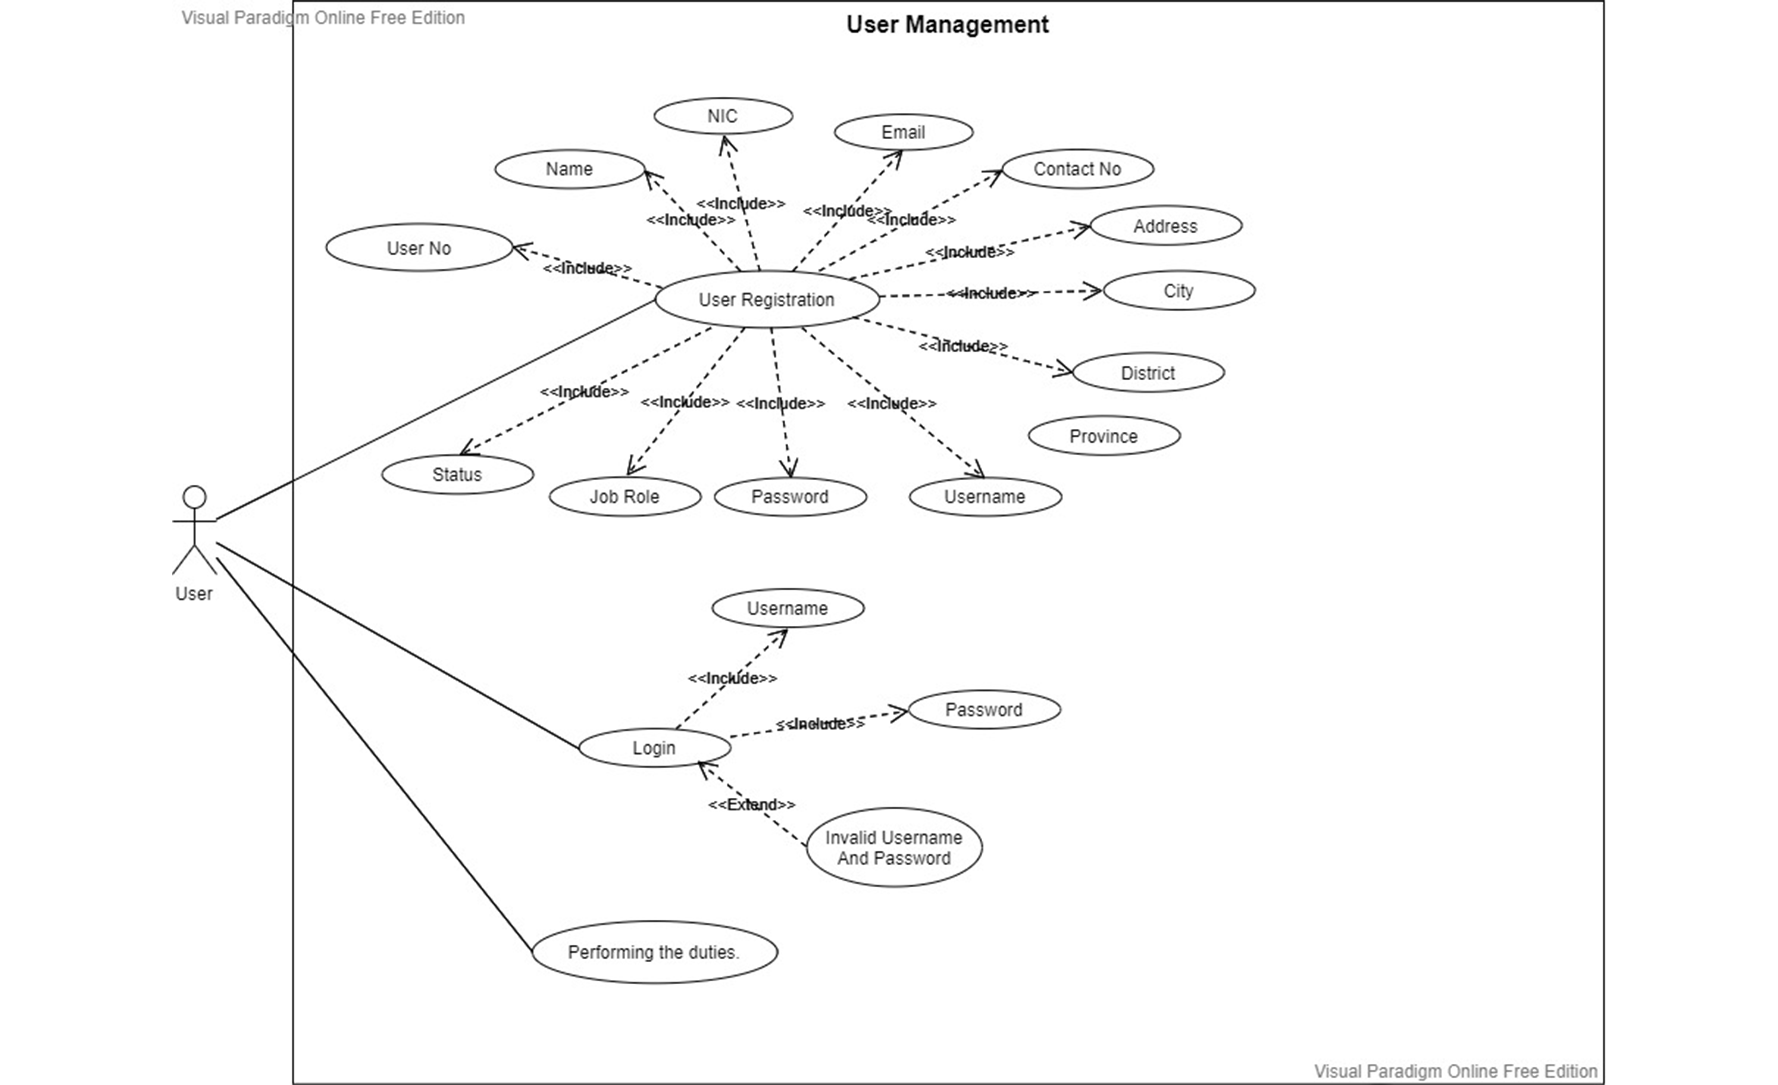 Visual Paradigm Online Free Edition
User Management
NIC
Email
Name
Contact No
<<Include>>
<<Include>>
<<Include>>
<<Include>>
Address
User No
<<Include>>
<<Include>>
City
<<Include>>
User Registration
<<Include>>
District
<<Include>>
<<Include>>
<<Include>>
<<Include>>
Province
Status
Job Role
Password
Username
User
Username
<<Include>>
Password
<<Include>>
Login
<<Extend>>
Invalid Username
And Password
Performing the duties.
Visual Paradigm Online Free Edition